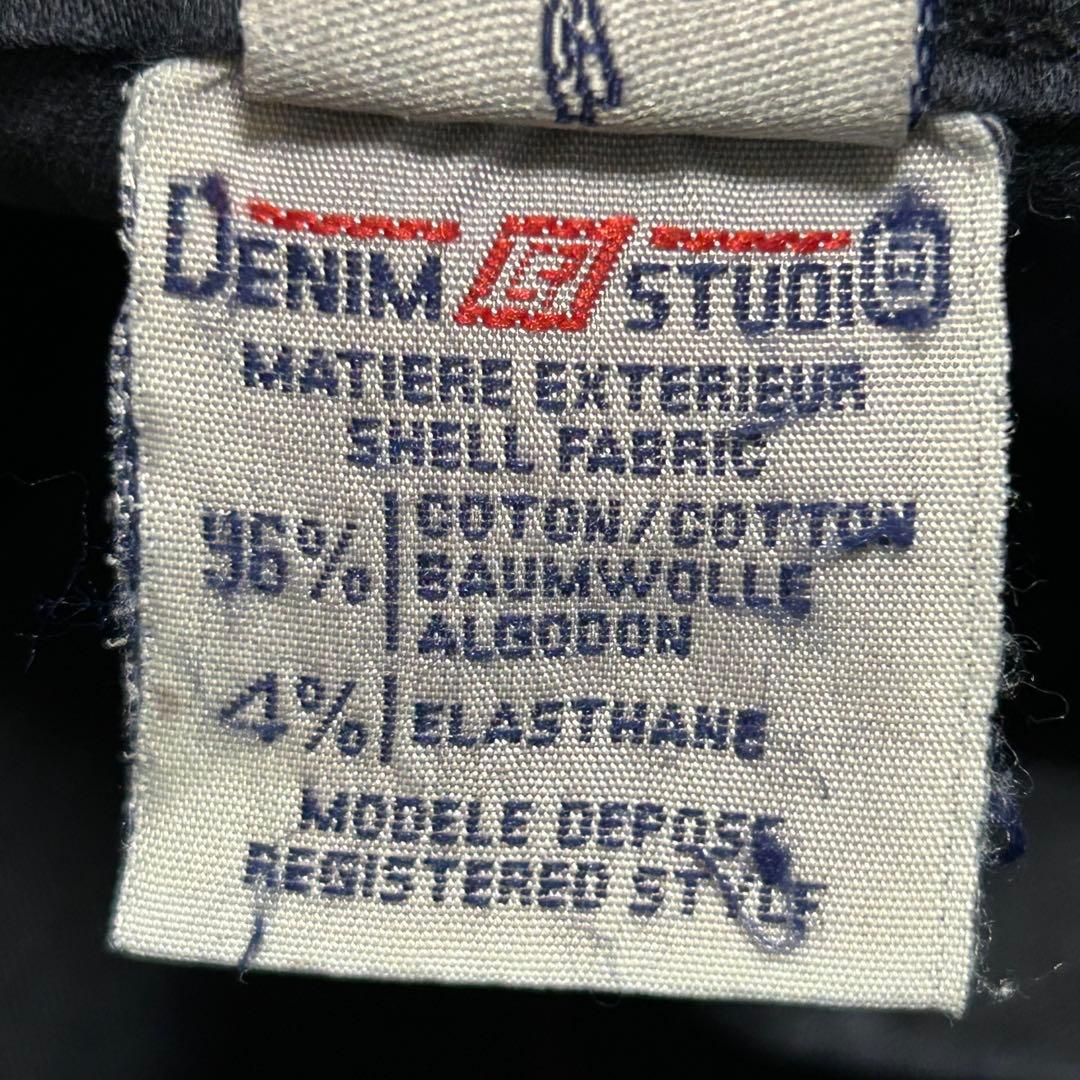 DENIM STUDIO
MATIERE EXTERIEUR
SHELL FABRIC
96% COTON/COTTON
BAUMWOLLE
ALGODON
4% ELASTHANE
MODELE DEPOSE
REGISTERED STYLE